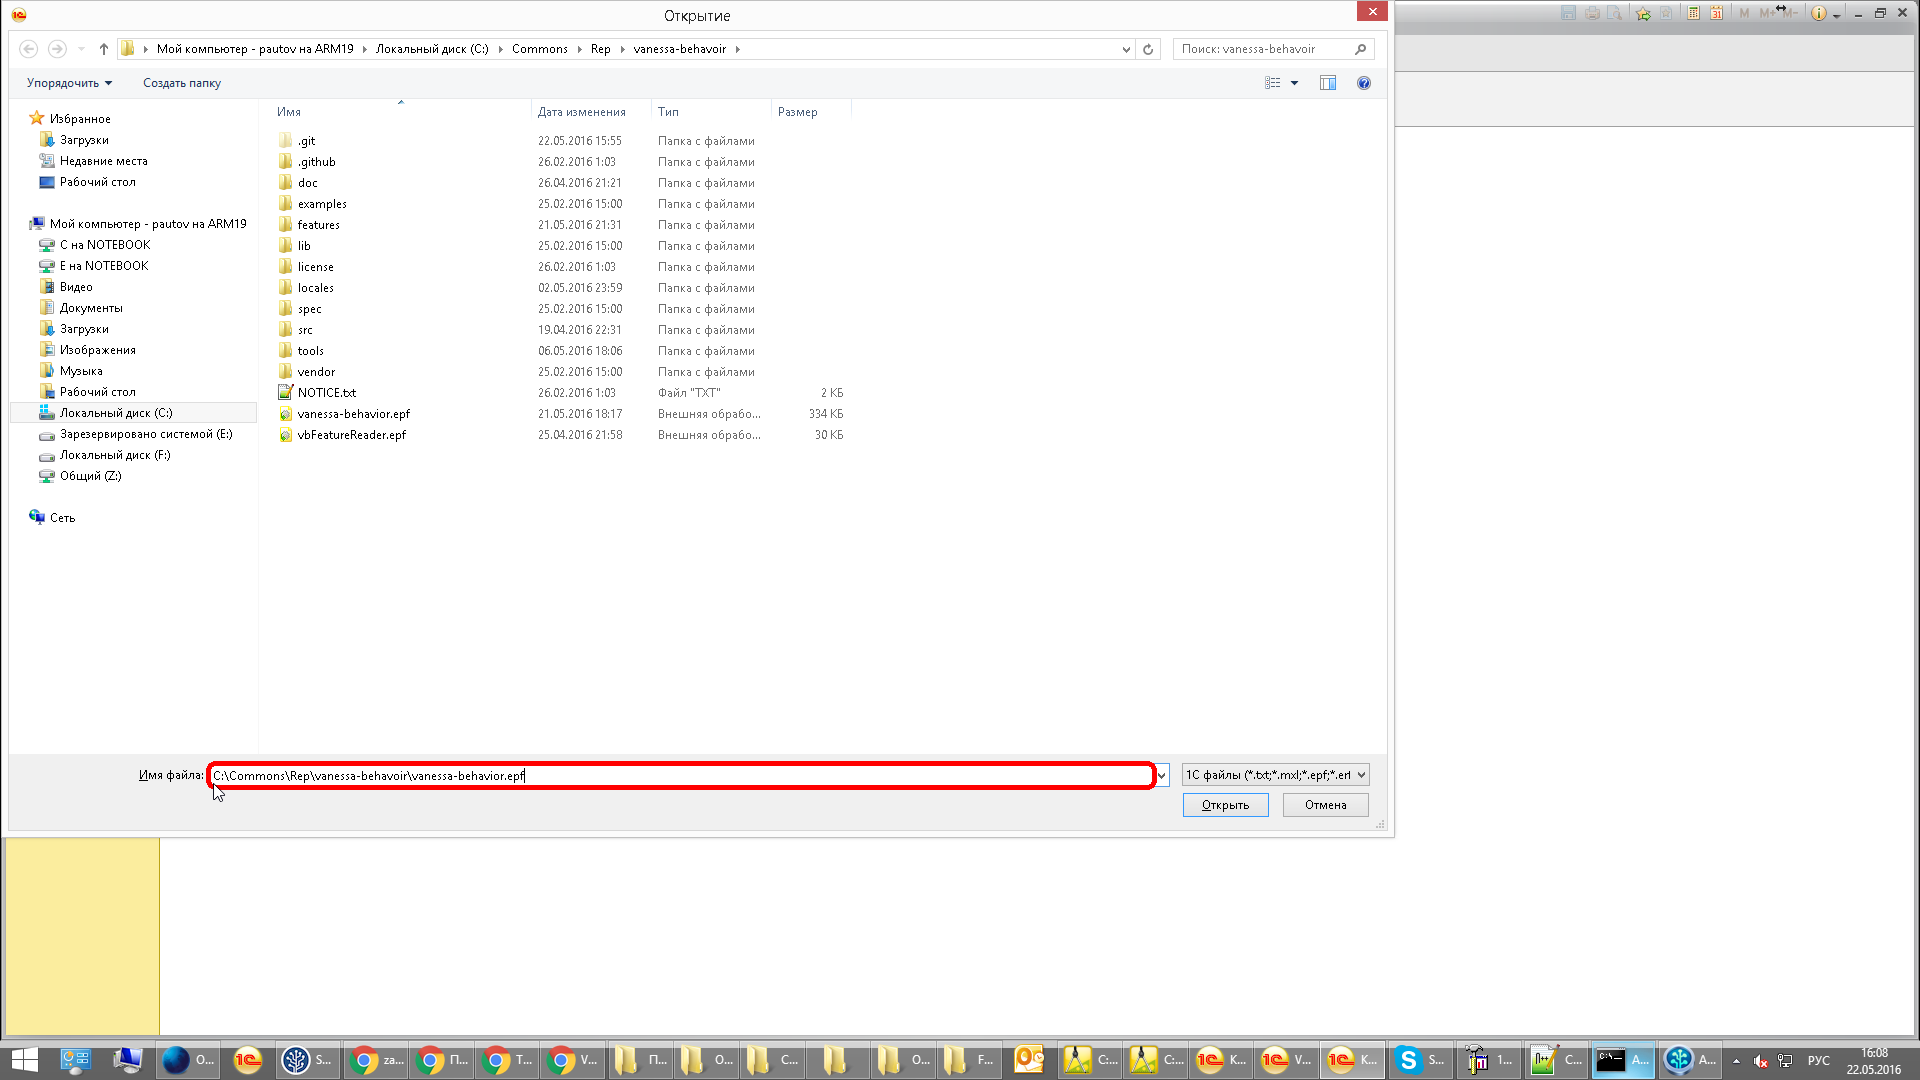 Открытие
Мой компьютер - pautov на ARM19 Локальный диск (C:) Commons Rep vanessa-behavoir
Поиск: vanessa-behavoir
Упорядочить Создать папку
Имя Дата изменения Тип Размер
.git 22.05.2016 15:55 Папка с файлами
.github 26.02.2016 1:03 Папка с файлами
doc 26.04.2016 21:21 Папка с файлами
examples 25.02.2016 15:00 Папка с файлами
features 21.05.2016 21:31 Папка с файлами
lib 25.02.2016 15:00 Папка с файлами
license 26.02.2016 1:03 Папка с файлами
locales 02.05.2016 23:59 Папка с файлами
spec 25.02.2016 15:00 Папка с файлами
src 19.04.2016 22:31 Папка с файлами
tools 06.05.2016 18:06 Папка с файлами
vendor 25.02.2016 15:00 Папка с файлами
NOTICE.txt 26.02.2016 1:03 Файл "TXT" 2 КБ
vanessa-behavior.epf 21.05.2016 18:17 Внешняя обрабо... 334 КБ
vbFeatureReader.epf 25.04.2016 21:58 Внешняя обрабо... 30 КБ
Избранное
Загрузки
Недавние места
Рабочий стол
Мой компьютер - pautov на ARM19
C на NOTEBOOK
E на NOTEBOOK
Видео
Документы
Загрузки
Изображения
Музыка
Рабочий стол
Локальный диск (C:)
Зарезервировано системой (E:)
Локальный диск (F:)
Общий (Z:)
Сеть
Имя файла: C:\Commons\Rep\vanessa-behavoir\vanessa-behavior.epf
1С файлы (*.txt;*.mxl;*.epf;*.erf
Открыть Отмена
M M+ M-
31
O... S... za... П... T... V... П... O... C... O... F... C:... C:... K... V... K... S... 1... C... A... A...
РУС
16:08
22.05.2016